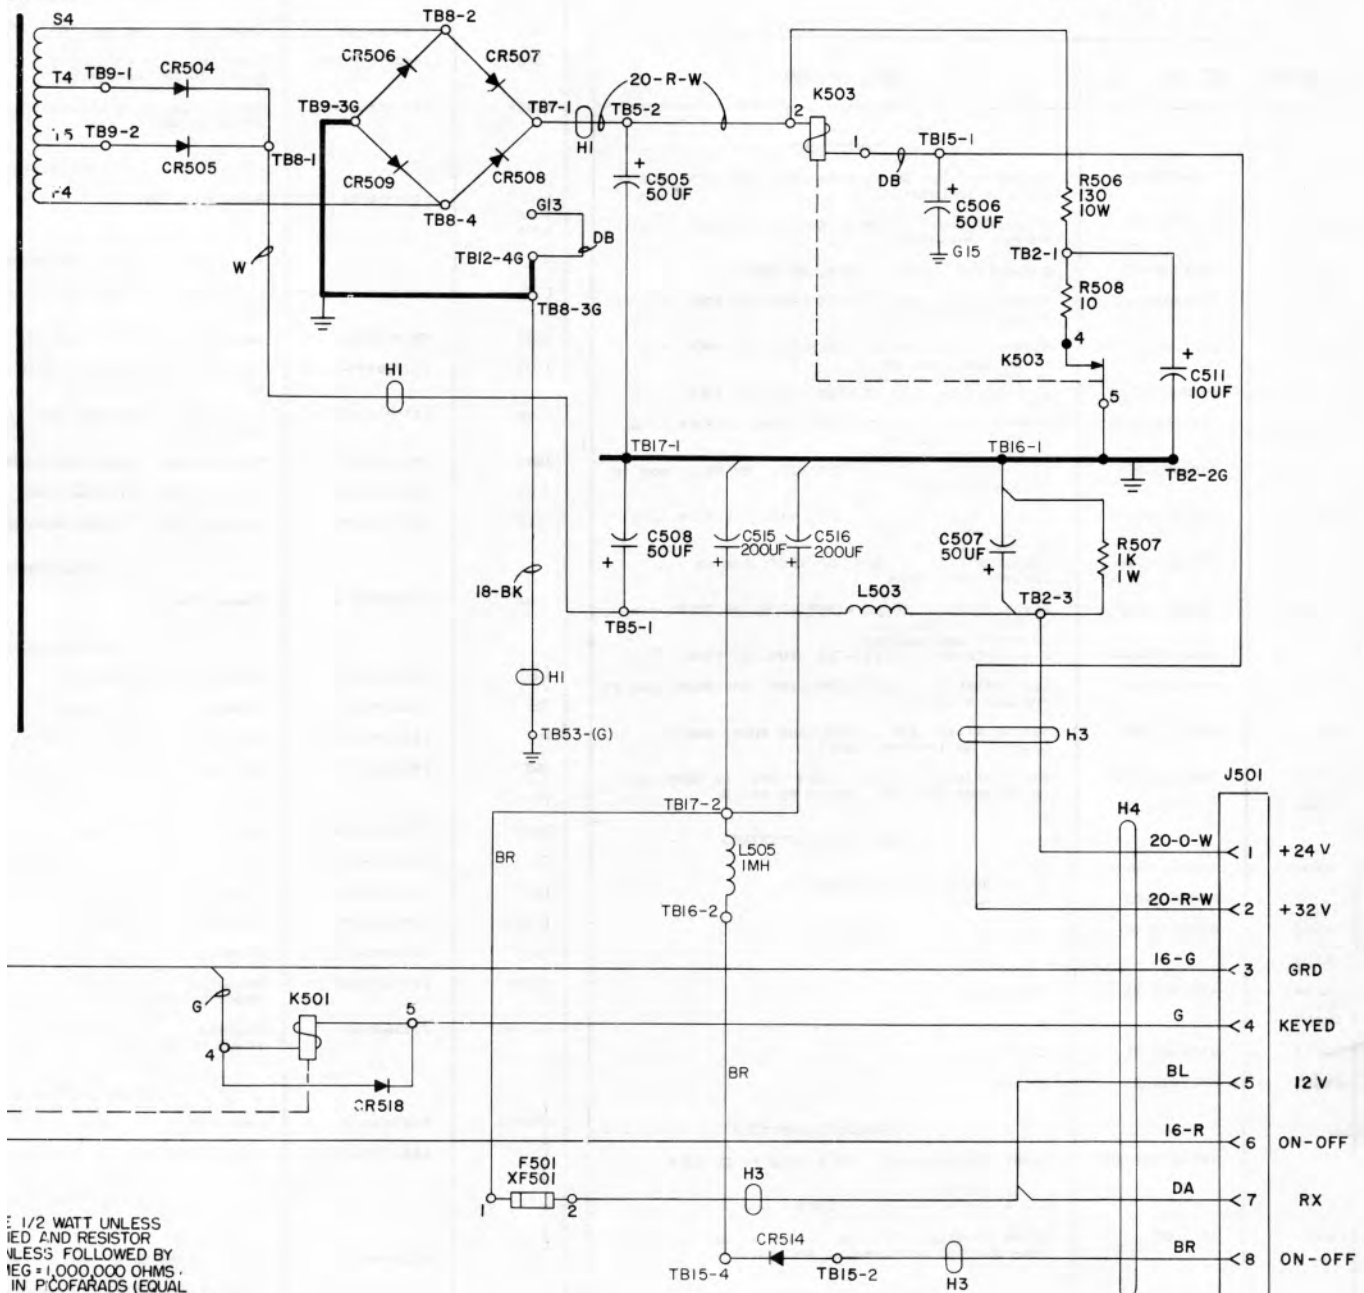 S4
TB8-2
CR506
CR507
T4
TB9-1
CR504
20-R-W
K503
TB9-3G
TB7-1
TB5-2
2
TB9-2
H1
1
TB15-1
CR505
TB8-1
CR509
CR508
+
C505
50 UF
DB
+
C506
50 UF
R506
130
10W
TB8-4
G13
DB
W
TB12-4G
G15
TB2-1
TB8-3G
R508
10
4
K503
H1
+
C511
10 UF
5
TB17-1
TB16-1
TB2-2G
C508
50 UF
+
C515
200UF
+
C516
200UF
+
C507
50 UF
+
R507
1K
1W
18-BK
L503
TB2-3
TB5-1
H1
TB53-(G)
h3
J501
TB17-2
H4
BR
L505
1MH
20-O-W
1
+24V
TB16-2
20-R-W
2
+32V
16-G
3
GRD
G
K501
5
G
4
KEYED
4
BR
BL
5
12V
CR518
16-R
6
ON-OFF
F501
XF501
H3
DA
7
RX
1
2
E 1/2 WATT UNLESS
IED AND RESISTOR
NLESS FOLLOWED BY
MEG = 1,000,000 OHMS.
IN PICOFARADS (EQUAL
CR514
BR
8
ON-OFF
TB15-4
TB15-2
H3